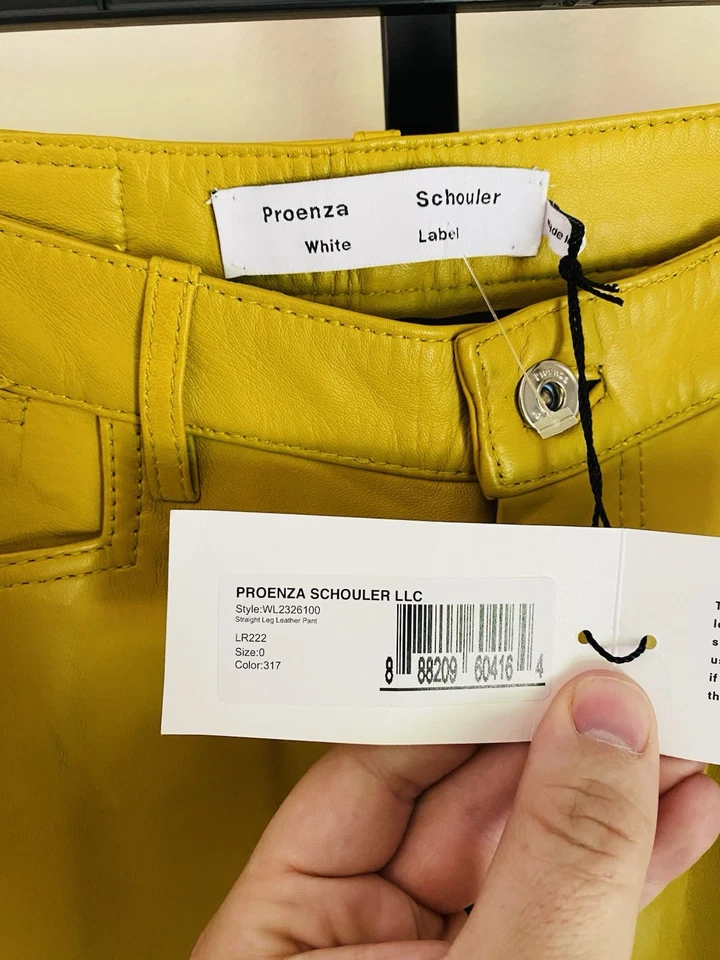 Proenza Schouler
White Label
PROENZA SCHOULER LLC
Style:WL2326100
Straight Leg Leather Pant
LR222
Size:0
Color:317
8 88209 60416 4